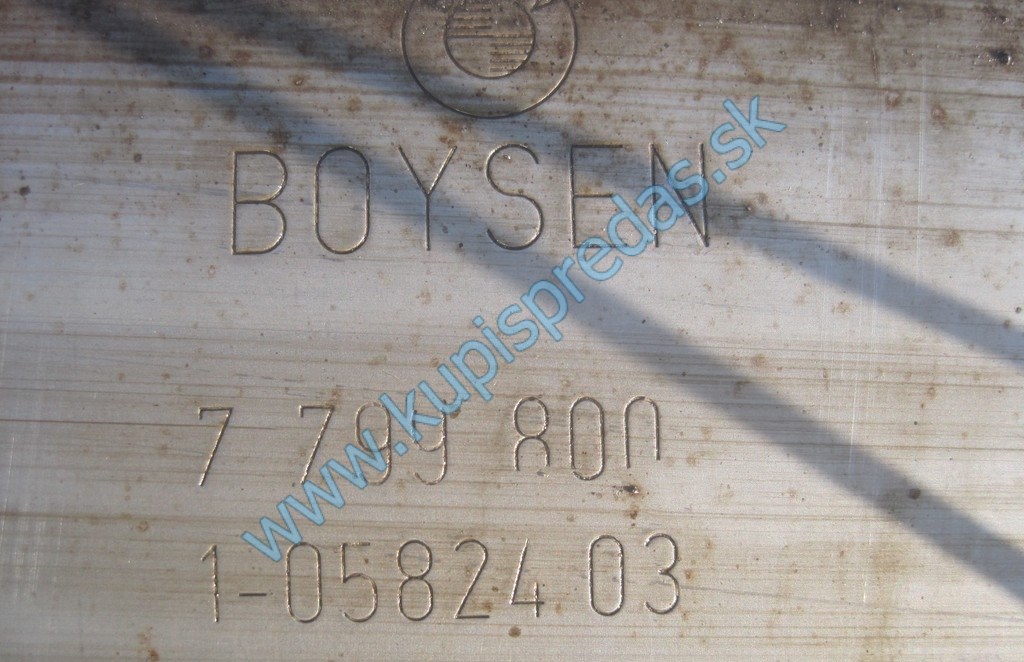 BOYSEN
7 799 800
1-05824 03
www.kupispredas.sk